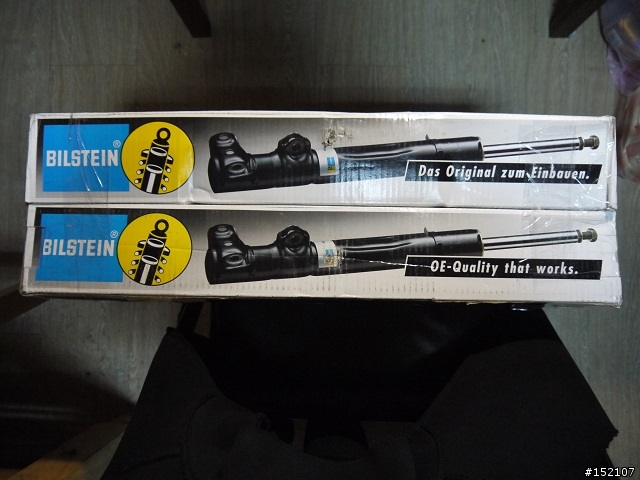 BILSTEIN®
Das Original zum Einbauen.
BILSTEIN®
OE-Quality that works.
#152107